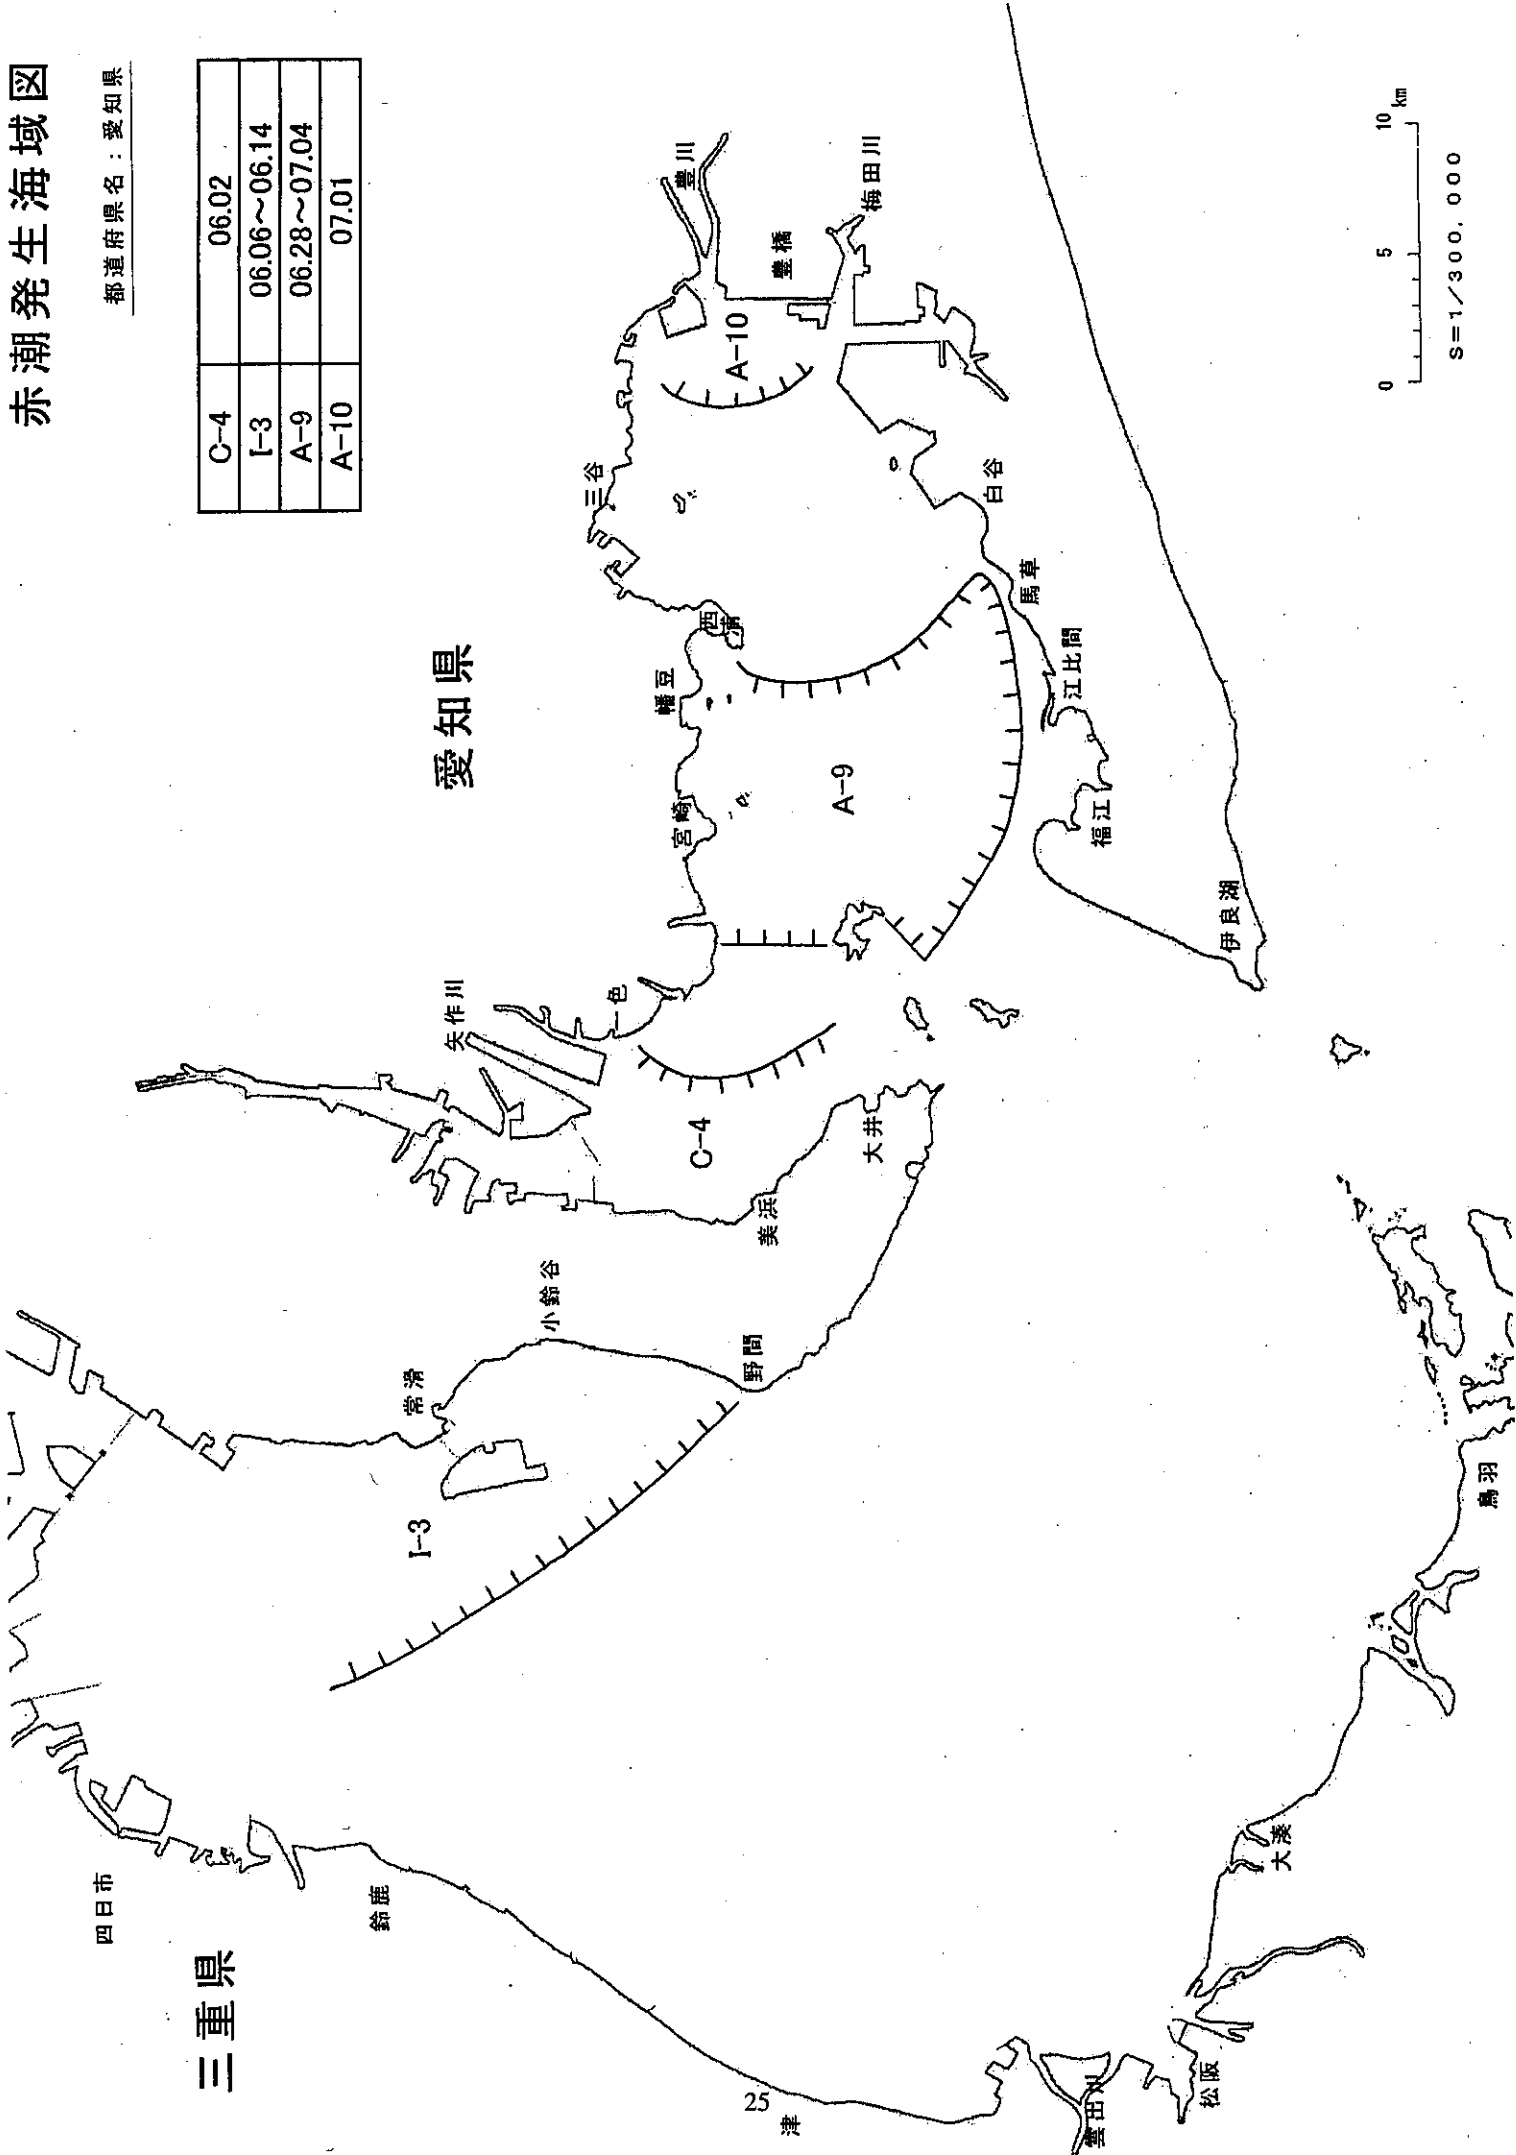 赤潮発生海域図
都道府県名：愛知県
C-4 06.02
I-3 06.06～06.14
A-9 06.28～07.04
A-10 07.01
愛知県
三重県
四日市
鈴鹿
津
雲出川
松阪
大湊
鳥羽
常滑
小鈴谷
野間
美浜
大井
矢作川
一色
宮崎
幡豆
西浦
三谷
豊川
豊橋
梅田川
白谷
馬草
江比間
福江
伊良湖
I-3
C-4
A-9
A-10
0 5 10 km
S=1/300,000
25